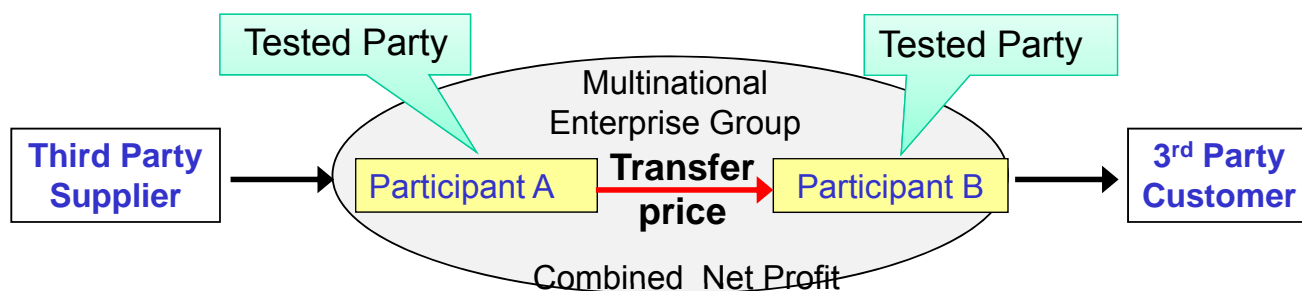 Tested Party
Tested Party
Multinational
Enterprise Group
Third Party
Supplier
Participant A
Transfer
price
Participant B
3rd Party
Customer
Combined Net Profit